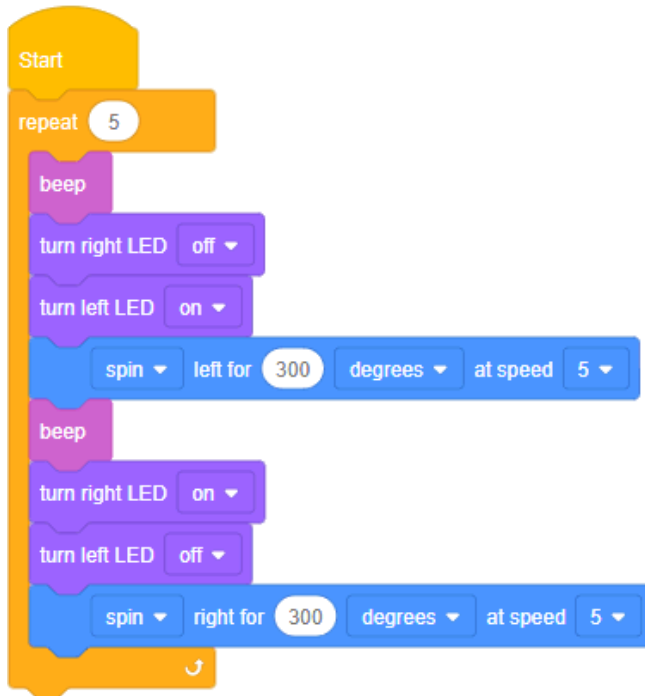 Start
repeat 5
beep
turn right LED off
turn left LED on
spin left for 300 degrees at speed 5
beep
turn right LED on
turn left LED off
spin right for 300 degrees at speed 5